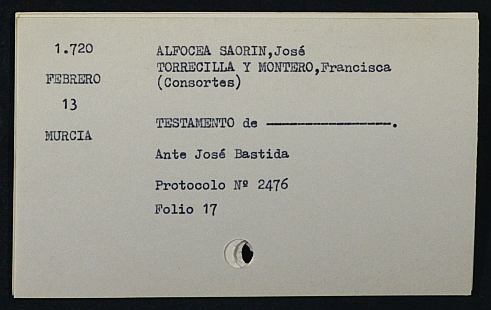 1.720
FEBRERO
13
MURCIA
ALFOCEA SAORIN,José
TORRECILLA Y MONTERO,Francisca
(Consortes)
TESTAMENTO de ————————.
Ante José Bastida
Protocolo Nº 2476
Folio 17